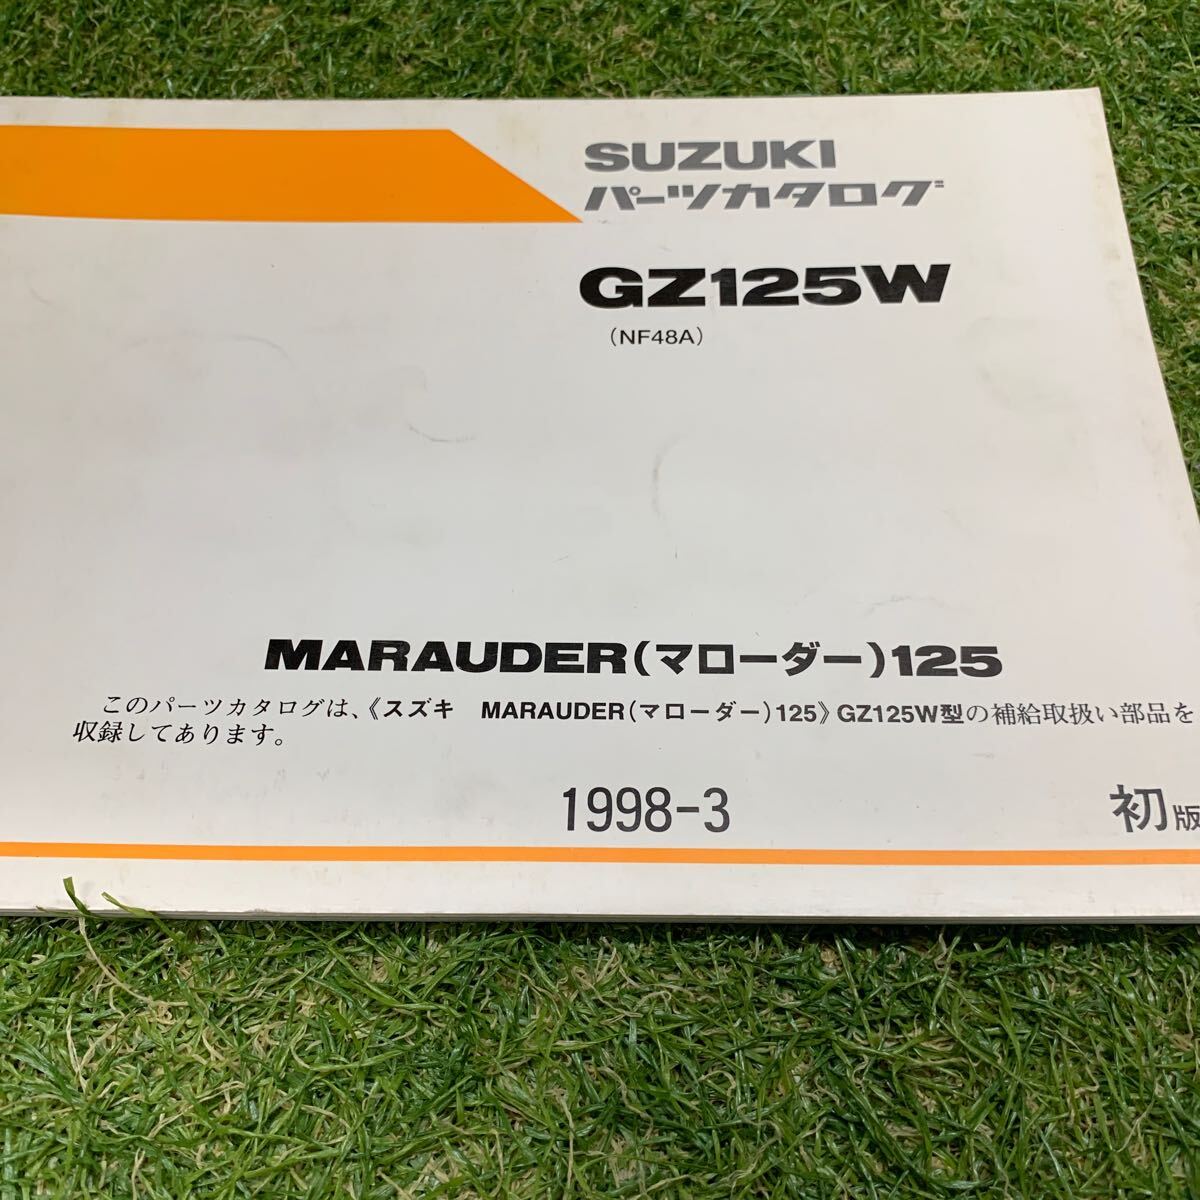 SUZUKI
パーツカタログ
GZ125W
(NF48A)
MARAUDER(マローダー)125
このパーツカタログは、《スズキ　MARAUDER(マローダー)125》GZ125W型の補給取扱い部品を
収録してあります。
1998-3 初版